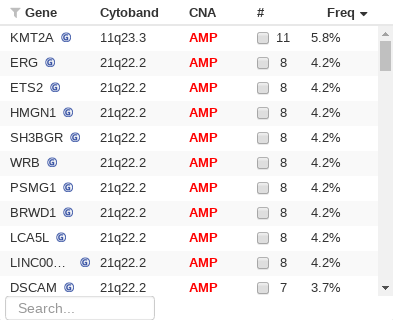 Gene Cytoband CNA # Freq
KMT2A G 11q23.3 AMP 11 5.8%
ERG G 21q22.2 AMP 8 4.2%
ETS2 G 21q22.2 AMP 8 4.2%
HMGN1 G 21q22.2 AMP 8 4.2%
SH3BGR G 21q22.2 AMP 8 4.2%
WRB G 21q22.2 AMP 8 4.2%
PSMG1 G 21q22.2 AMP 8 4.2%
BRWD1 G 21q22.2 AMP 8 4.2%
LCA5L G 21q22.2 AMP 8 4.2%
LINC00... G 21q22.2 AMP 8 4.2%
DSCAM G 21q22.2 AMP 7 3.7%
Search...